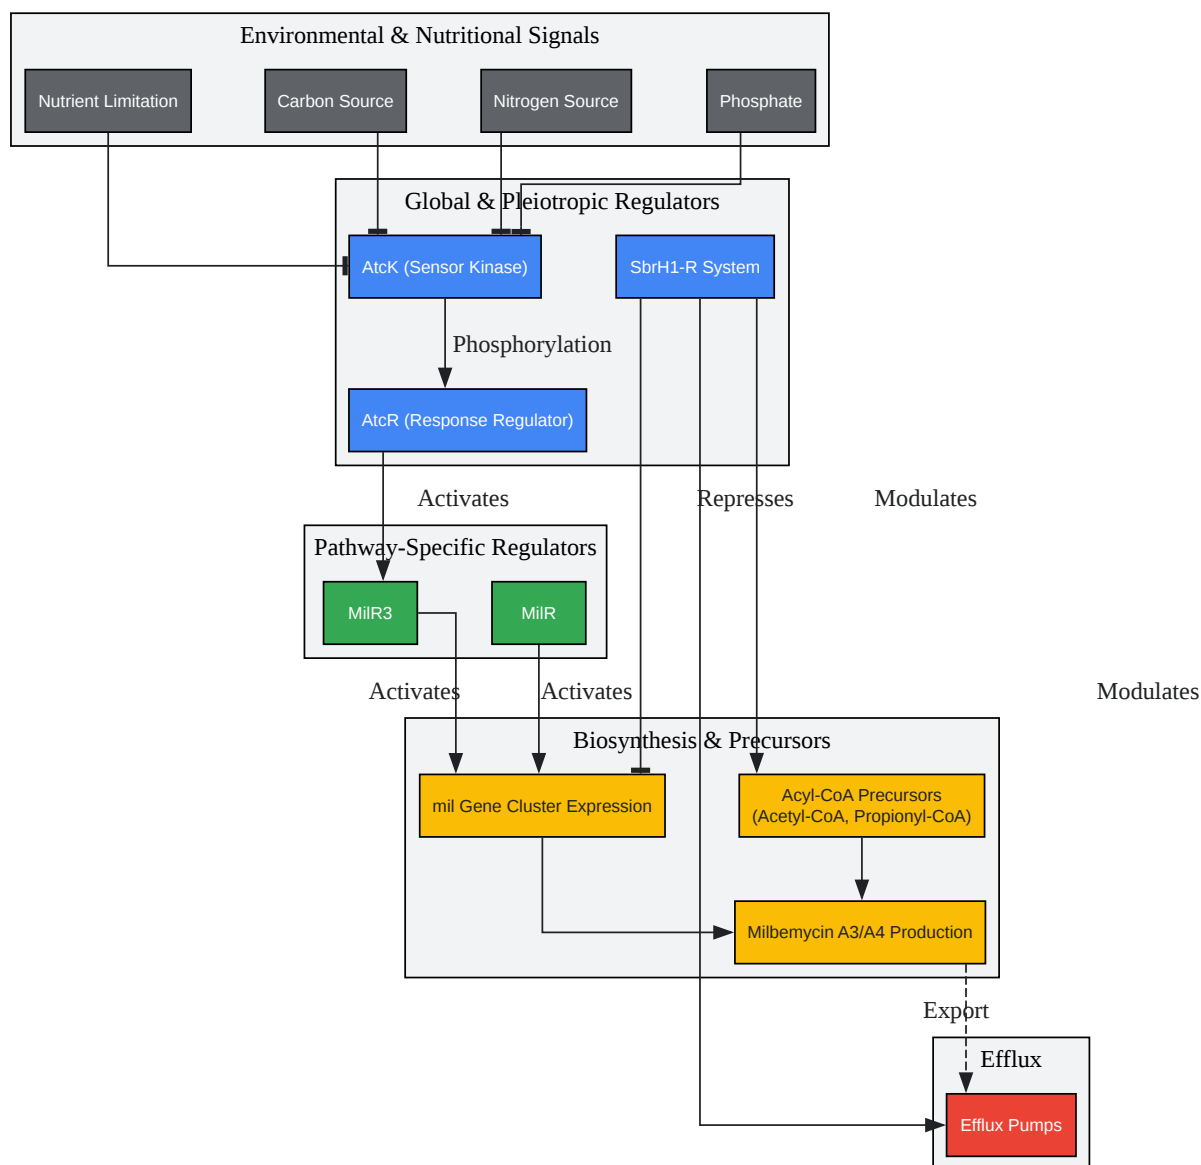 Environmental & Nutritional Signals
Nutrient Limitation
Carbon Source
Nitrogen Source
Phosphate
Global & Pleiotropic Regulators
AtcK (Sensor Kinase)
SbrH1-R System
Phosphorylation
AtcR (Response Regulator)
Activates
Represses
Modulates
Pathway-Specific Regulators
MilR3
MilR
Activates
Activates
Modulates
Biosynthesis & Precursors
mil Gene Cluster Expression
Acyl-CoA Precursors
(Acetyl-CoA, Propionyl-CoA)
Milbemycin A3/A4 Production
Export
Efflux
Efflux Pumps